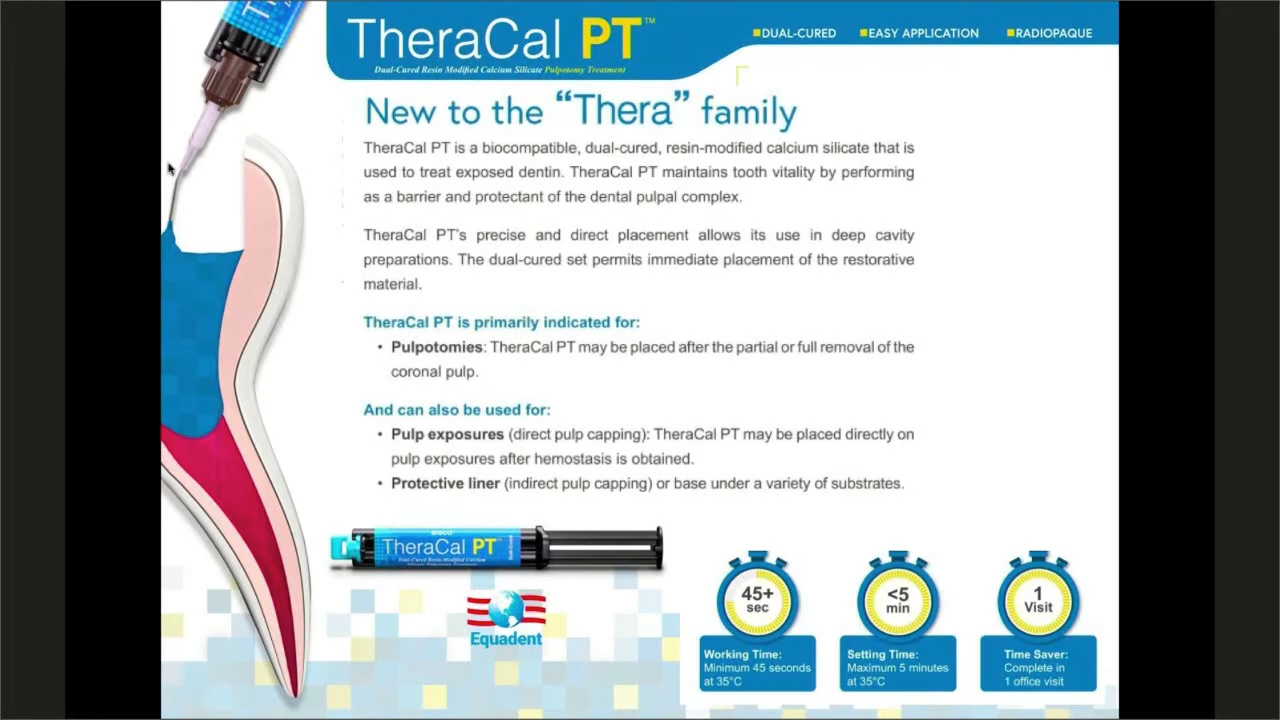 TheraCal PT™
Dual-Cured Resin Modified Calcium Silicate Pulpotomy Treatment
DUAL-CURED EASY APPLICATION RADIOPAQUE
New to the “Thera” family
TheraCal PT is a biocompatible, dual-cured, resin-modified calcium silicate that is
used to treat exposed dentin. TheraCal PT maintains tooth vitality by performing
as a barrier and protectant of the dental pulpal complex.
TheraCal PT's precise and direct placement allows its use in deep cavity
preparations. The dual-cured set permits immediate placement of the restorative
material.
TheraCal PT is primarily indicated for:
• Pulpotomies: TheraCal PT may be placed after the partial or full removal of the
coronal pulp.
And can also be used for:
• Pulp exposures (direct pulp capping): TheraCal PT may be placed directly on
pulp exposures after hemostasis is obtained.
• Protective liner (indirect pulp capping) or base under a variety of substrates.
BISCO
TheraCal PT™
Dual-Cured Resin-Modified Calcium
Equadent
45+
sec
Working Time:
Minimum 45 seconds
at 35°C
<5
min
Setting Time:
Maximum 5 minutes
at 35°C
1
Visit
Time Saver:
Complete in
1 office visit